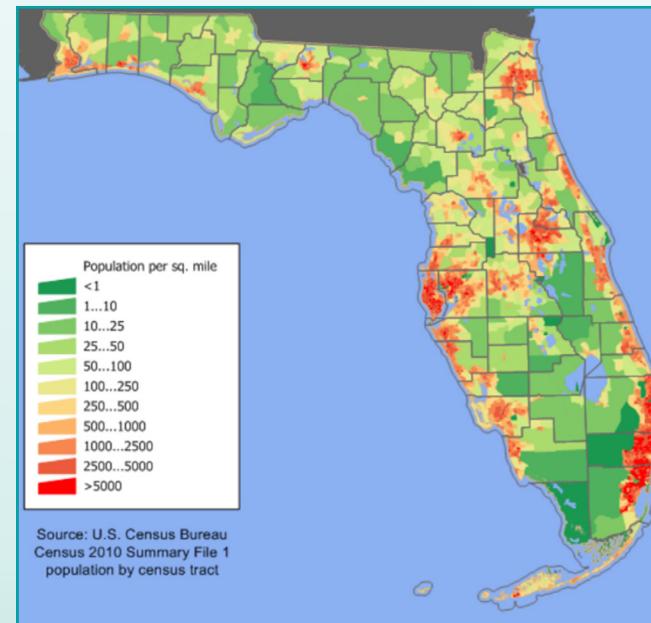 Population per sq. mile
<1
1...10
10...25
25...50
50...100
100...250
250...500
500...1000
1000...2500
2500...5000
>5000
Source: U.S. Census Bureau
Census 2010 Summary File 1
population by census tract